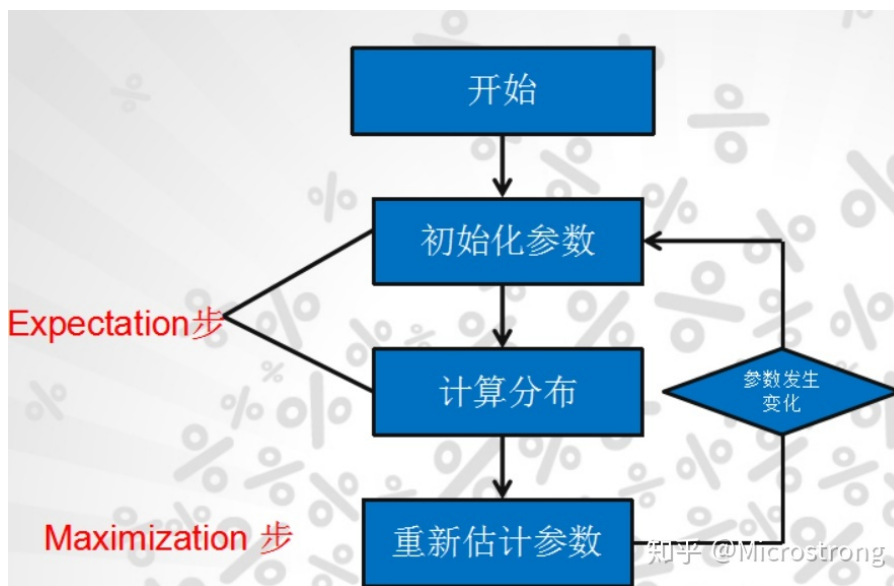 开始
初始化参数
Expectation步
计算分布
参数发生
变化
Maximization 步
重新估计参数
知乎 @Microstrong